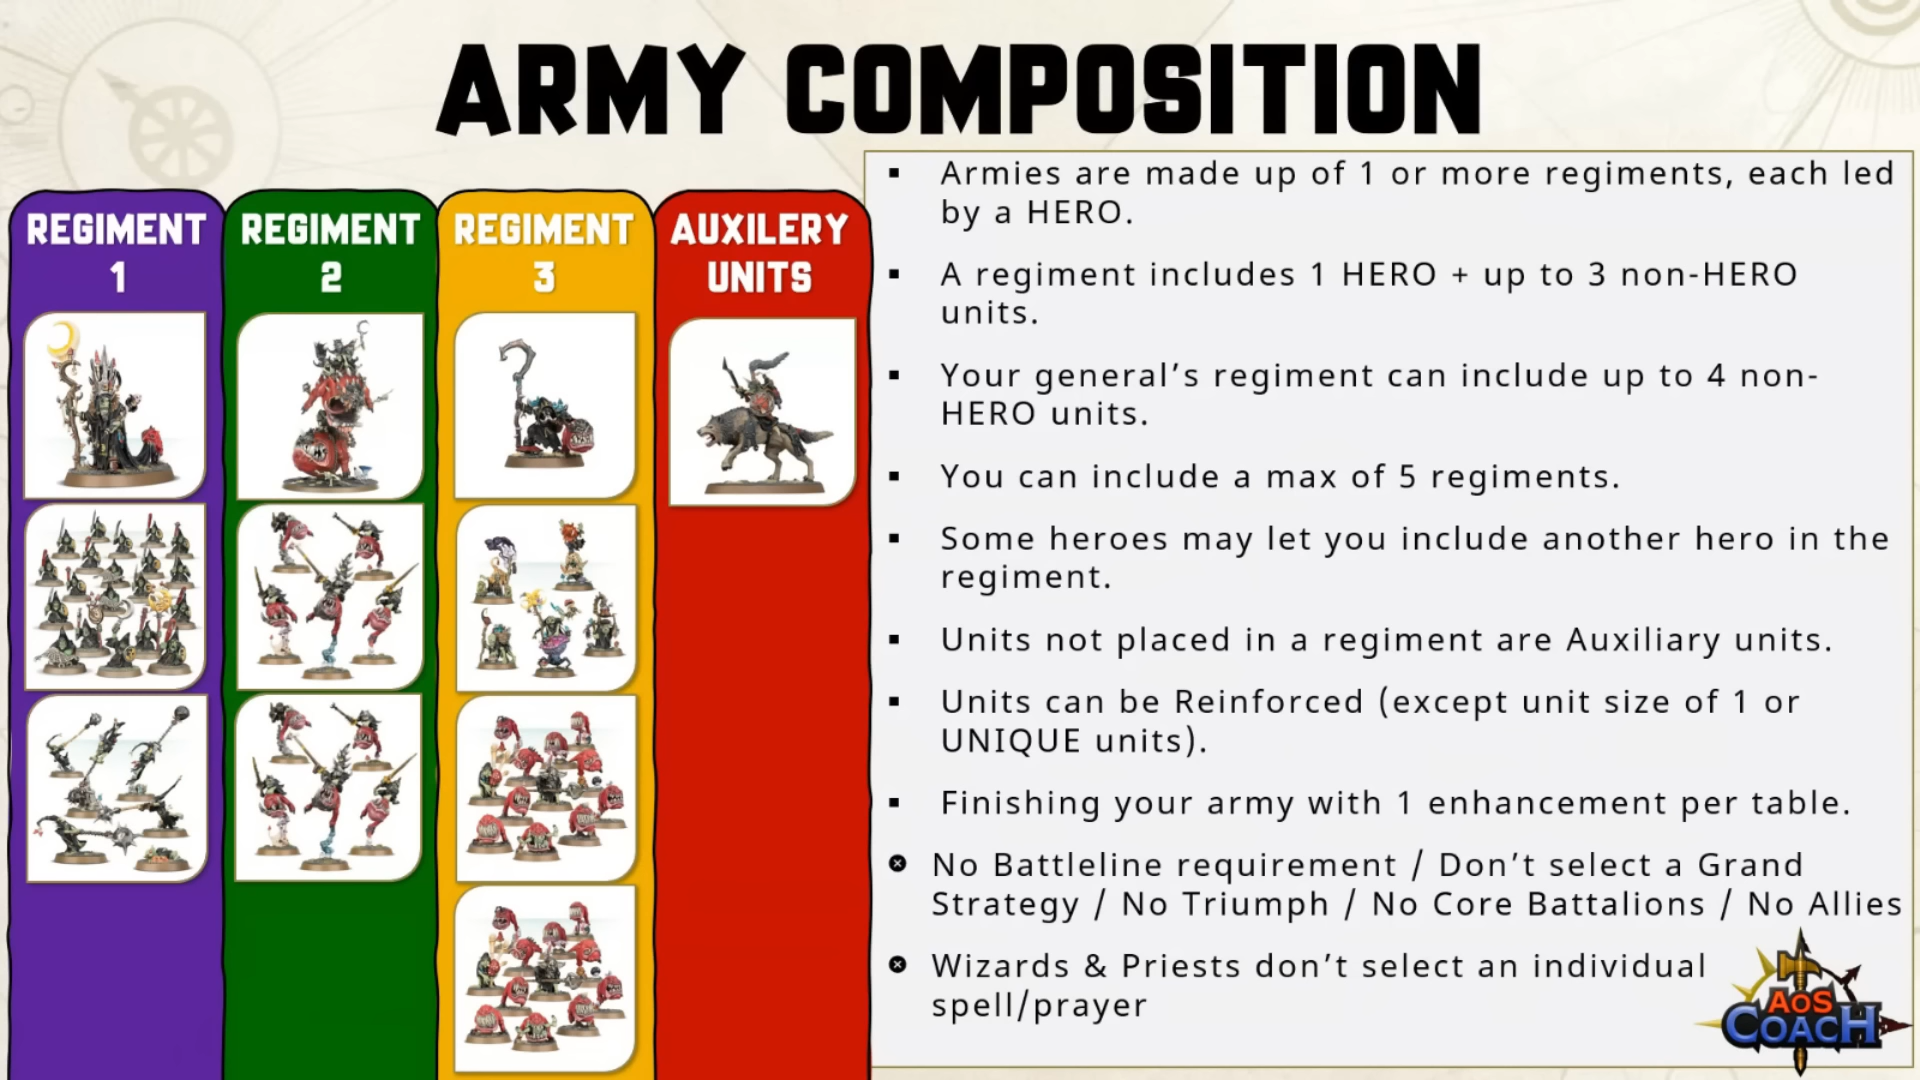 ARMY COMPOSITION
REGIMENT
1
REGIMENT
2
REGIMENT
3
AUXILERY
UNITS
▪ Armies are made up of 1 or more regiments, each led
by a HERO.
▪ A regiment includes 1 HERO + up to 3 non-HERO
units.
▪ Your general’s regiment can include up to 4 non-
HERO units.
▪ You can include a max of 5 regiments.
▪ Some heroes may let you include another hero in the
regiment.
▪ Units not placed in a regiment are Auxiliary units.
▪ Units can be Reinforced (except unit size of 1 or
UNIQUE units).
▪ Finishing your army with 1 enhancement per table.
⊗ No Battleline requirement / Don’t select a Grand
Strategy / No Triumph / No Core Battalions / No Allies
⊗ Wizards & Priests don’t select an individual
spell/prayer
AoS
COACH